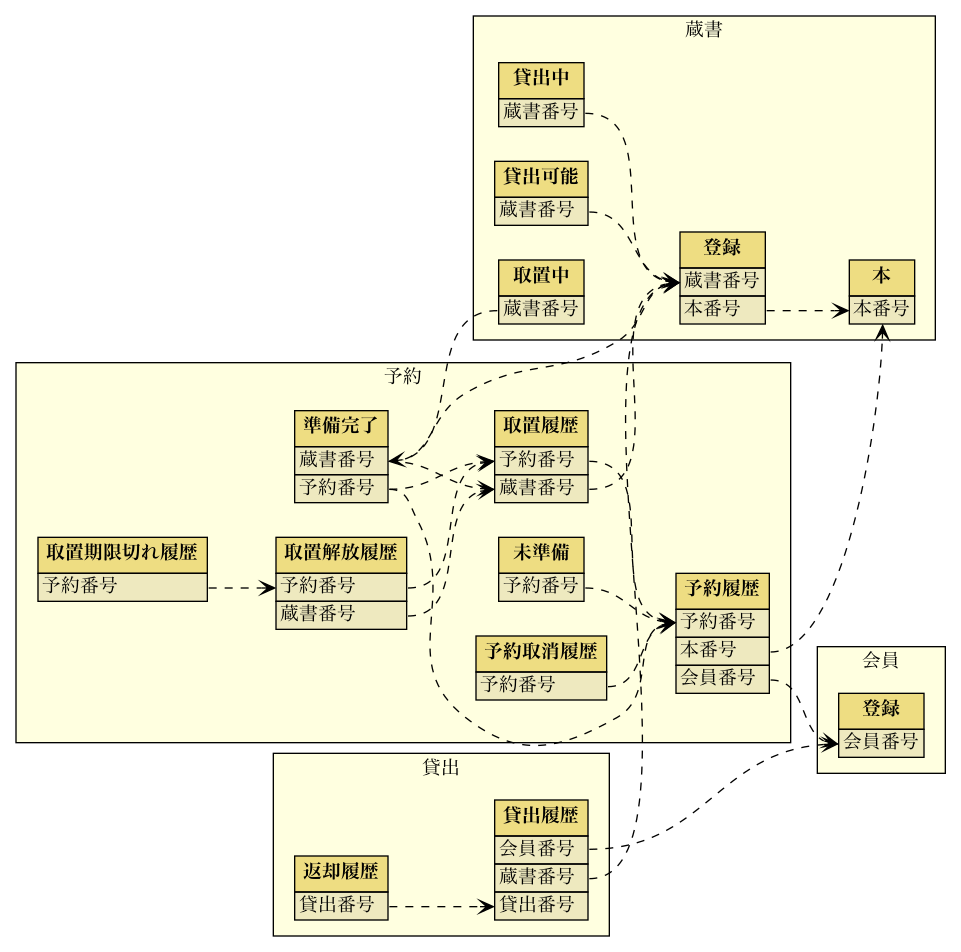 蔵書
貸出中
蔵書番号
貸出可能
蔵書番号
取置中
蔵書番号
登録
蔵書番号
本番号
本
本番号
予約
準備完了
蔵書番号
予約番号
取置履歴
予約番号
蔵書番号
取置期限切れ履歴
予約番号
取置解放履歴
予約番号
蔵書番号
未準備
予約番号
予約取消履歴
予約番号
予約履歴
予約番号
本番号
会員番号
会員
登録
会員番号
貸出
返却履歴
貸出番号
貸出履歴
会員番号
蔵書番号
貸出番号